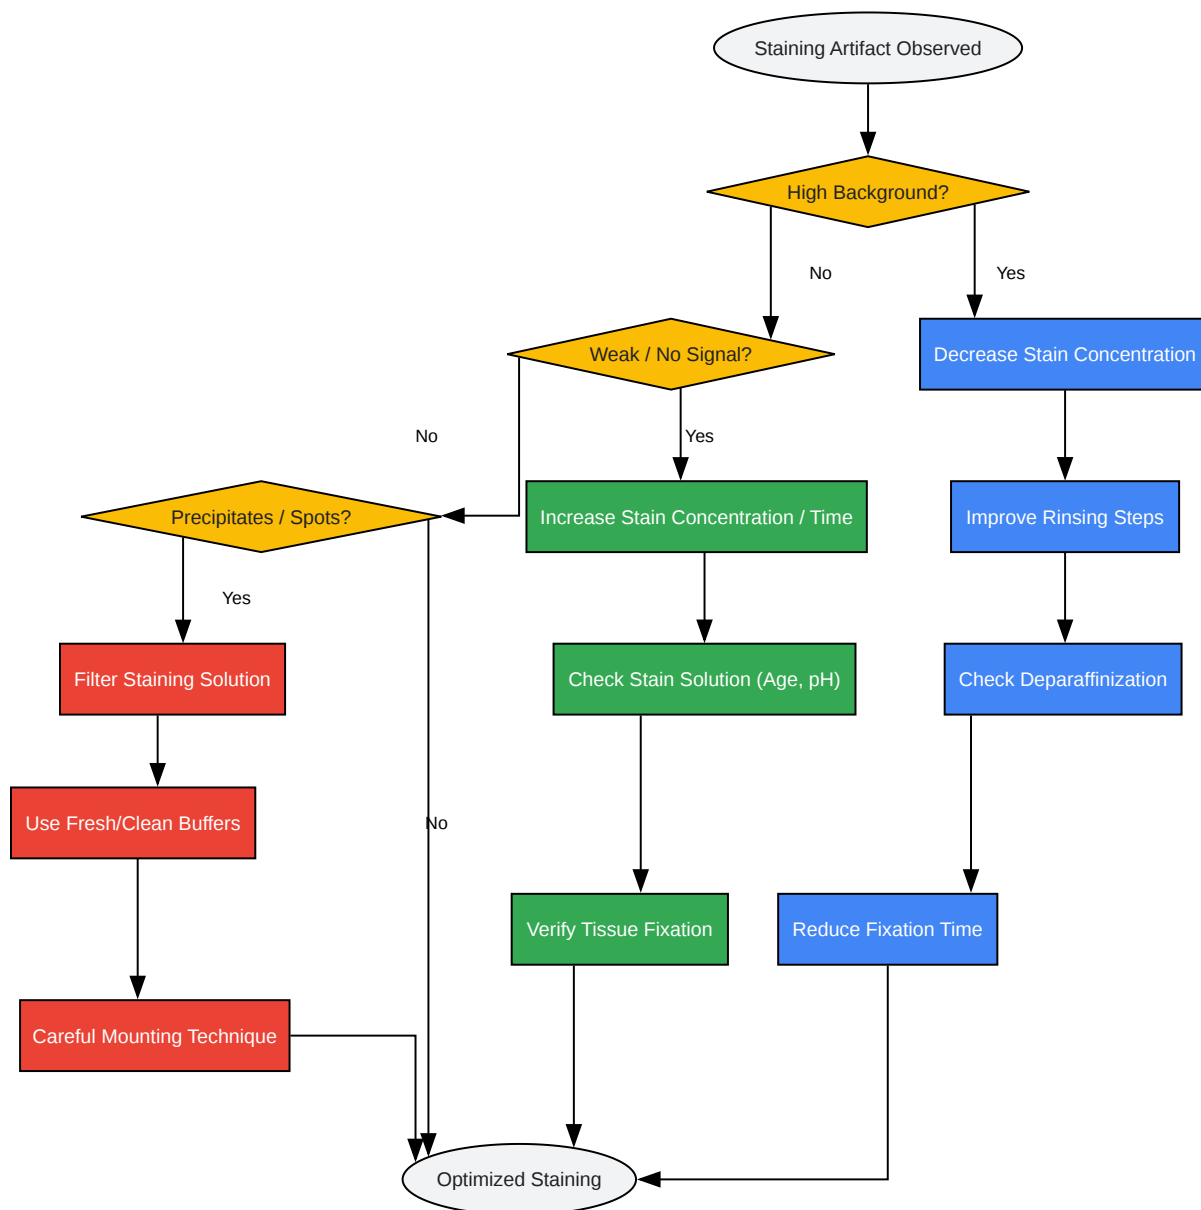 Staining Artifact Observed
High Background?
No
Yes
Weak / No Signal?
Decrease Stain Concentration
No
Yes
Precipitates / Spots?
Increase Stain Concentration / Time
Improve Rinsing Steps
Yes
Filter Staining Solution
Check Stain Solution (Age, pH)
Check Deparaffinization
Use Fresh/Clean Buffers
No
Verify Tissue Fixation
Reduce Fixation Time
Careful Mounting Technique
Optimized Staining